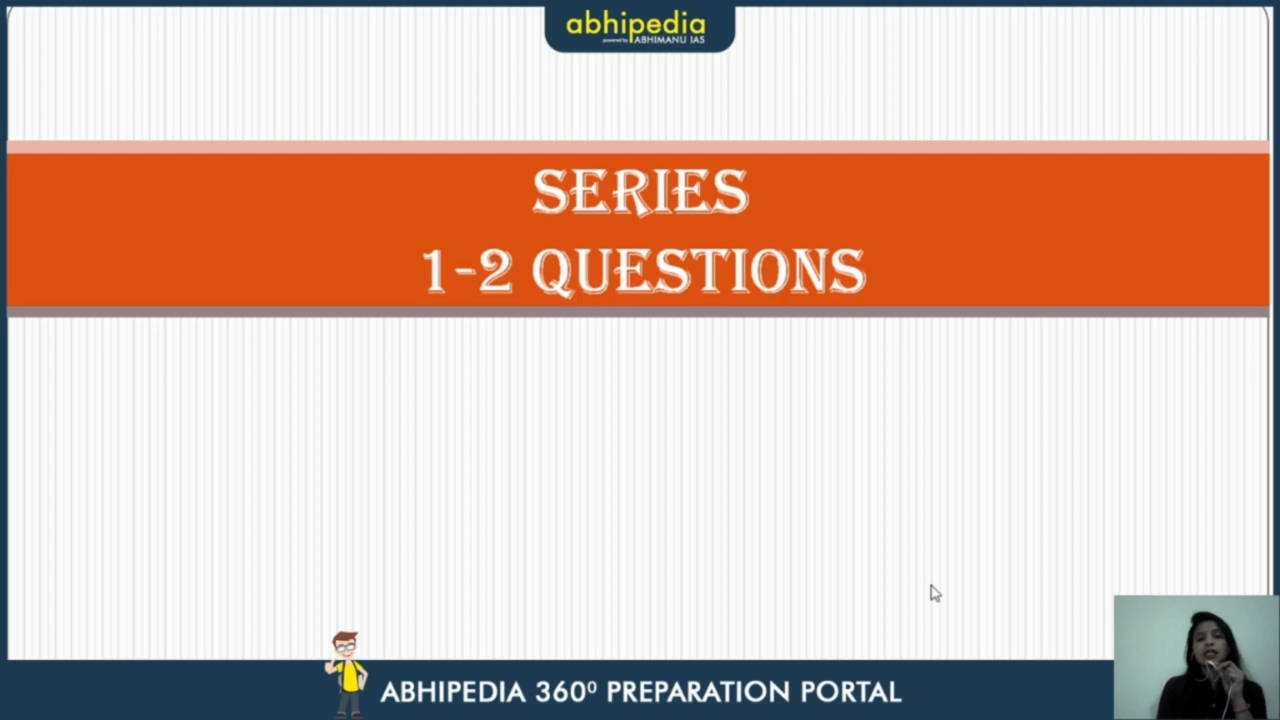 abhipedia
powered by ABHIMANU IAS
SERIES
1-2 QUESTIONS
ABHIPEDIA 360⁰ PREPARATION PORTAL